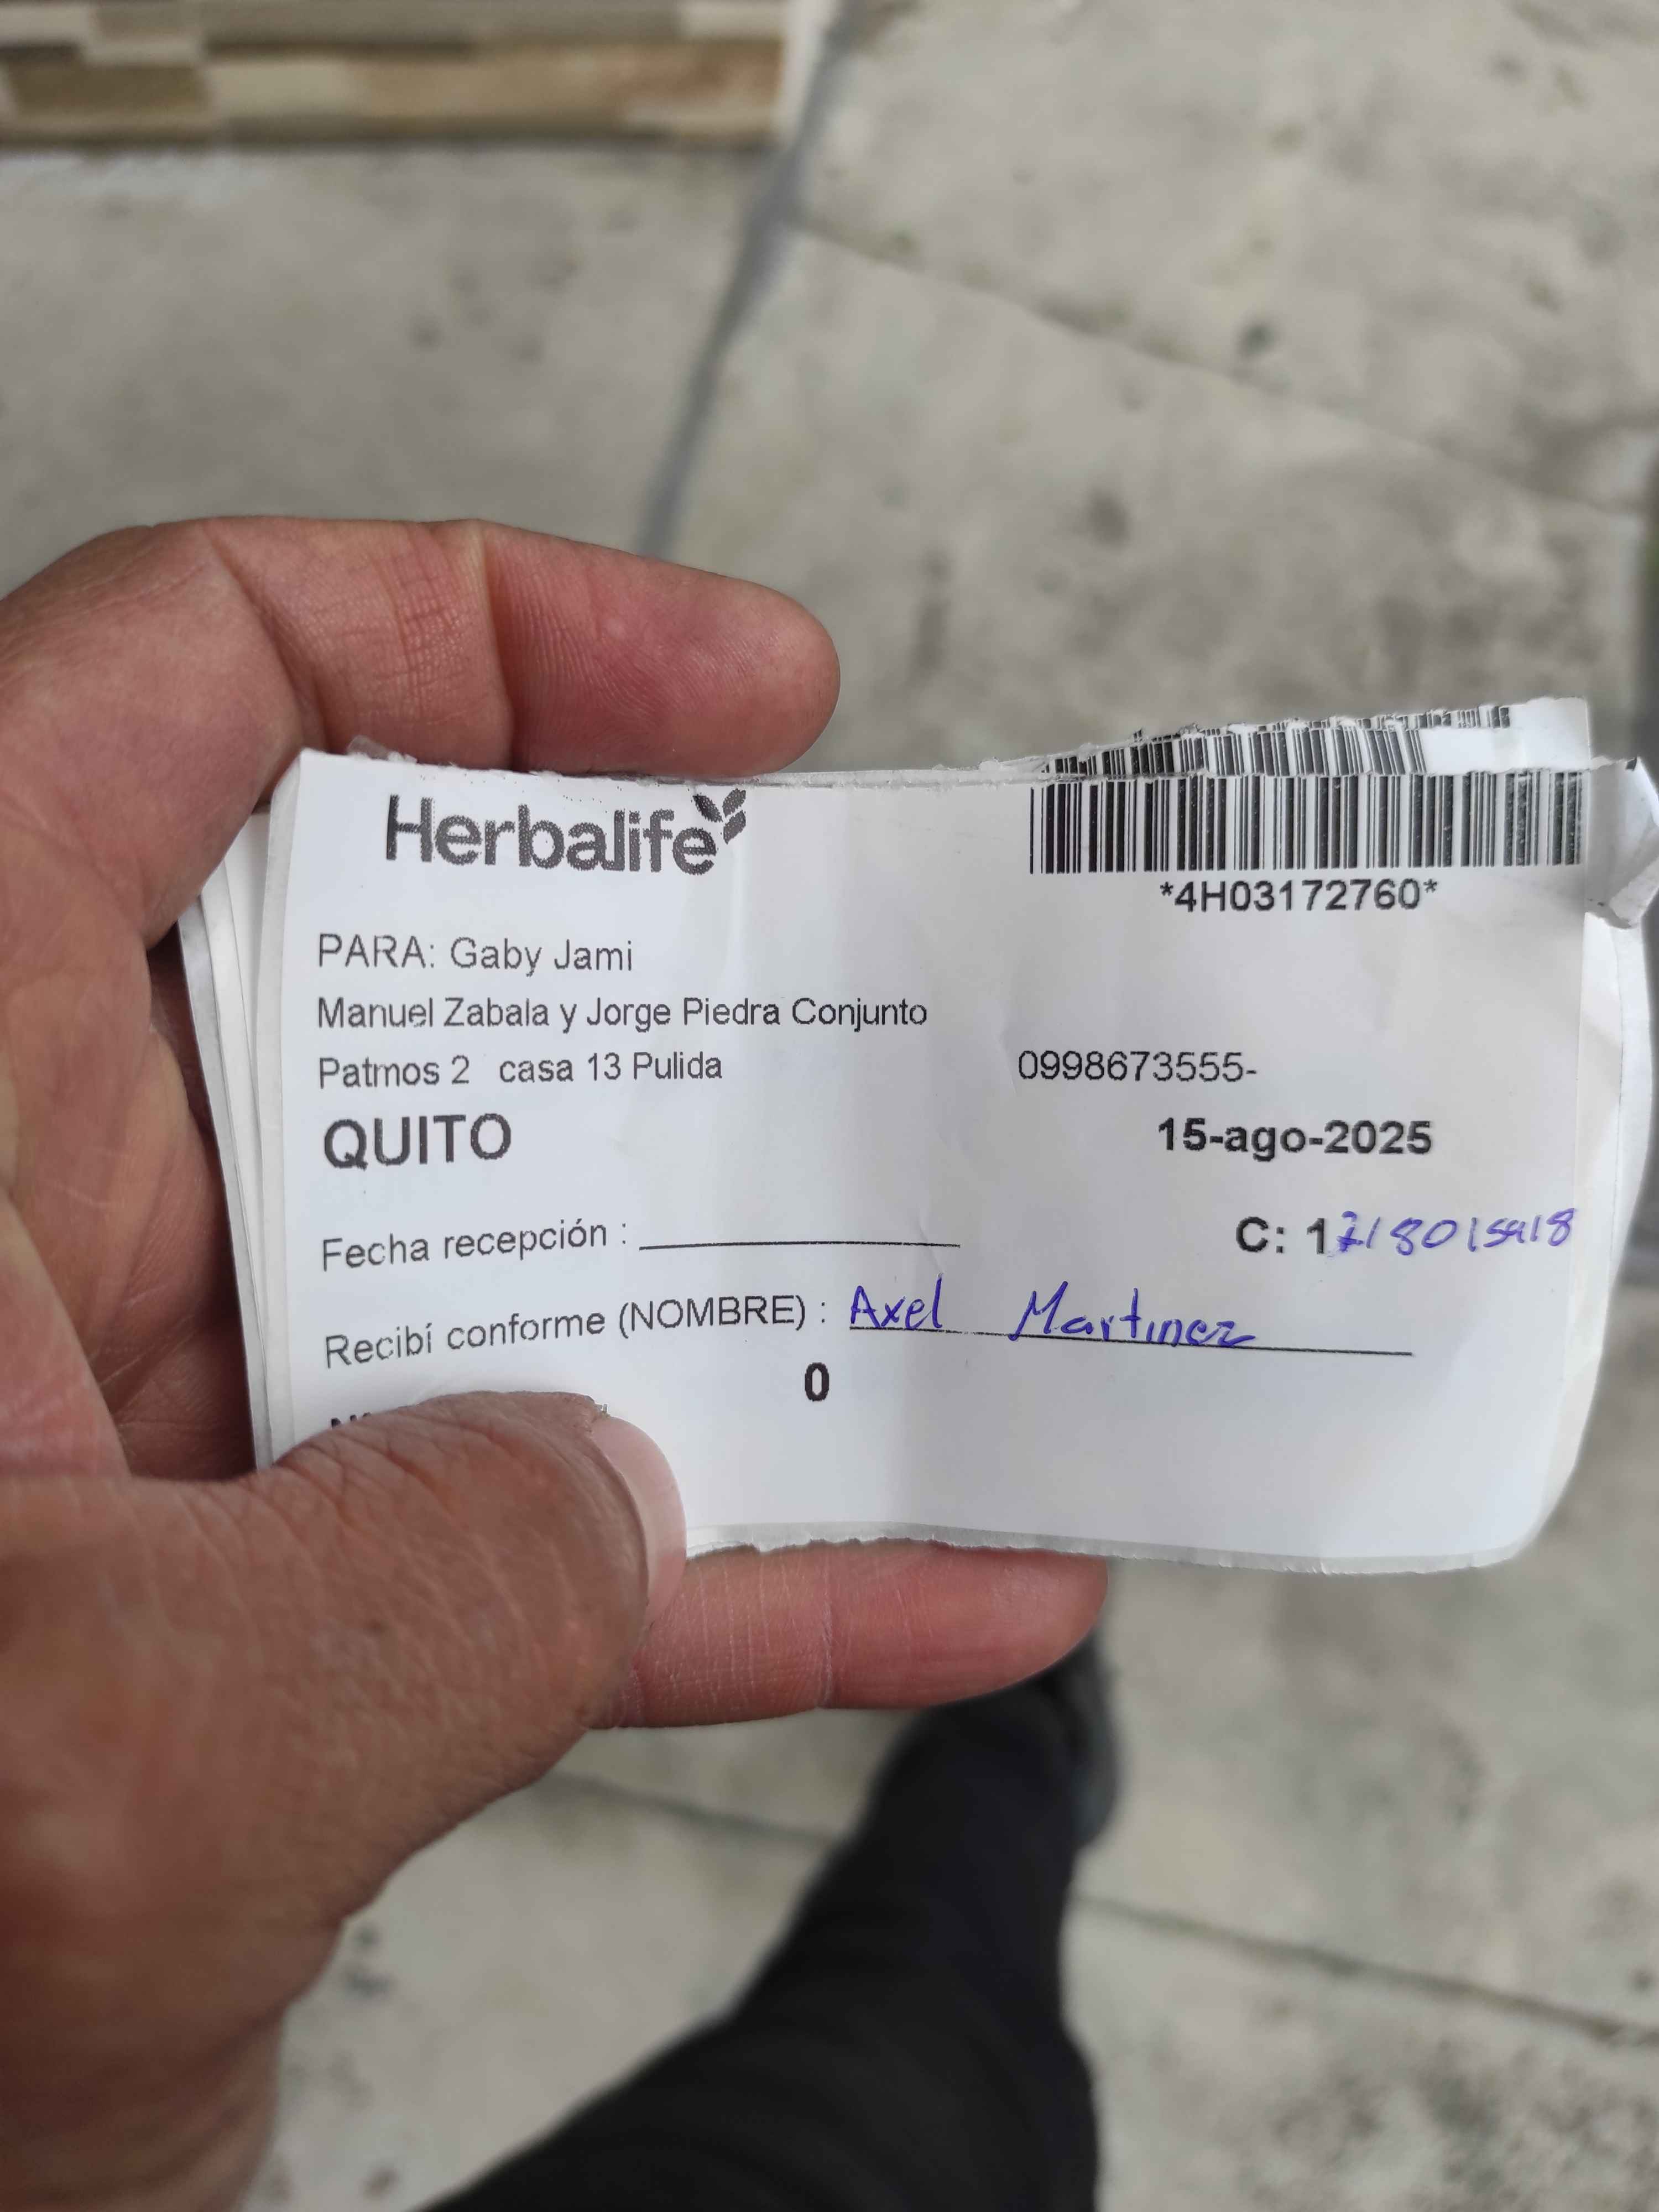 Herbalife
*4H03172760*
PARA: Gaby Jami
Manuel Zabala y Jorge Piedra Conjunto
Patmos 2 casa 13 Pulida 0998673555-
QUITO 15-ago-2025
Fecha recepción : C:
Recibí conforme (NOMBRE) : Axel Martinez
0